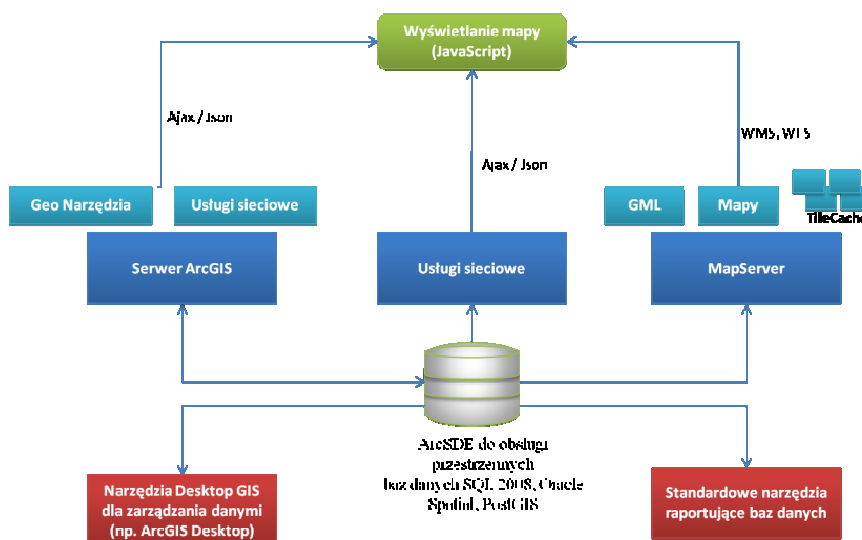 Wyświetlanie mapy
(JavaScript)
Ajax / Json
Ajax / Json
WMS, WFS
Geo Narzędzia
Usługi sieciowe
GML
Mapy
TileCache
Serwer ArcGIS
Usługi sieciowe
MapServer
ArcSDE do obsługi
przestrzennych
baz danych SQL 2008, Oracle
Spatial, PostGIS
Narzędzia Desktop GIS
dla zarządzania danymi
(np. ArcGIS Desktop)
Standardowe narzędzia
raportujące baz danych